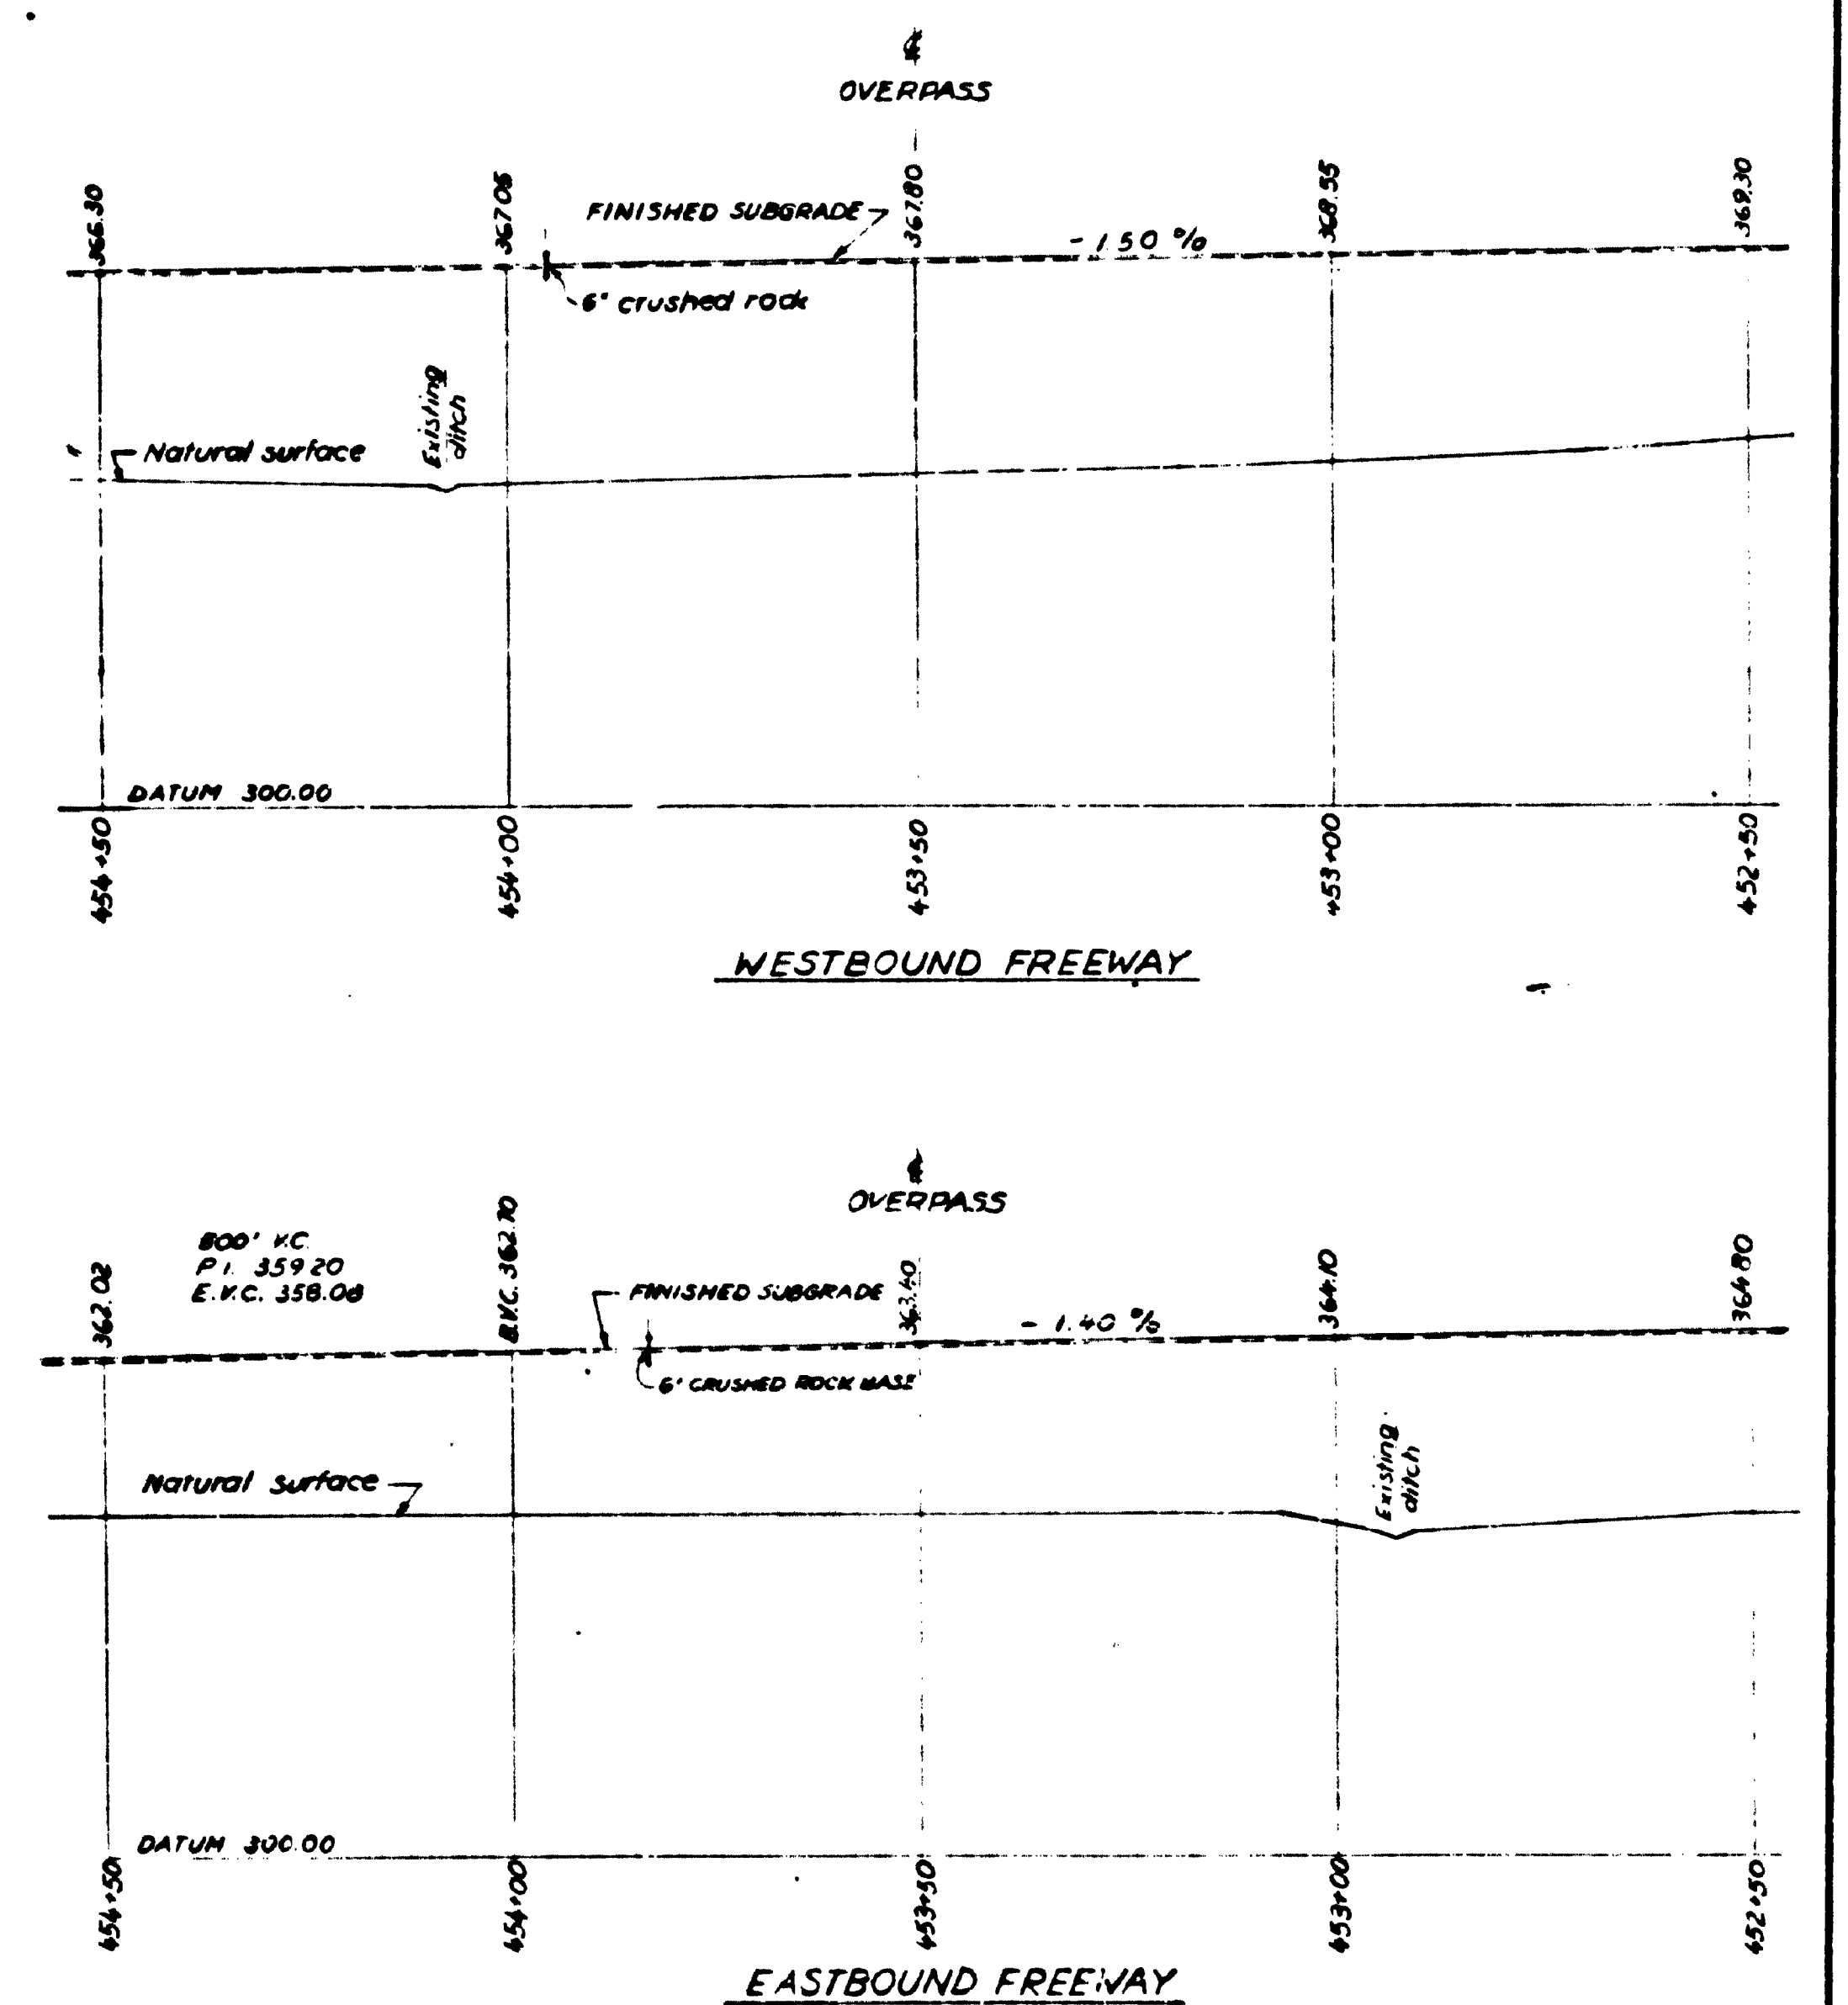 OVERPASS
366.30
367.05
367.80
368.55
369.30
FINISHED SUBGRADE
- 1.50 %
6" crushed rock
Existing
ditch
Natural surface
DATUM 300.00
454+50
454+00
453+50
453+00
452+50
WESTBOUND FREEWAY
OVERPASS
V.C.
P.I. 359.20
E.V.C. 358.08
362.02
B.V.C. 362.70
363.40
364.10
364.80
FINISHED SUBGRADE
- 1.40 %
6" CRUSHED ROCK BASE
Existing
ditch
Natural surface
DATUM 300.00
454+50
454+00
453+50
453+00
452+50
EASTBOUND FREEWAY